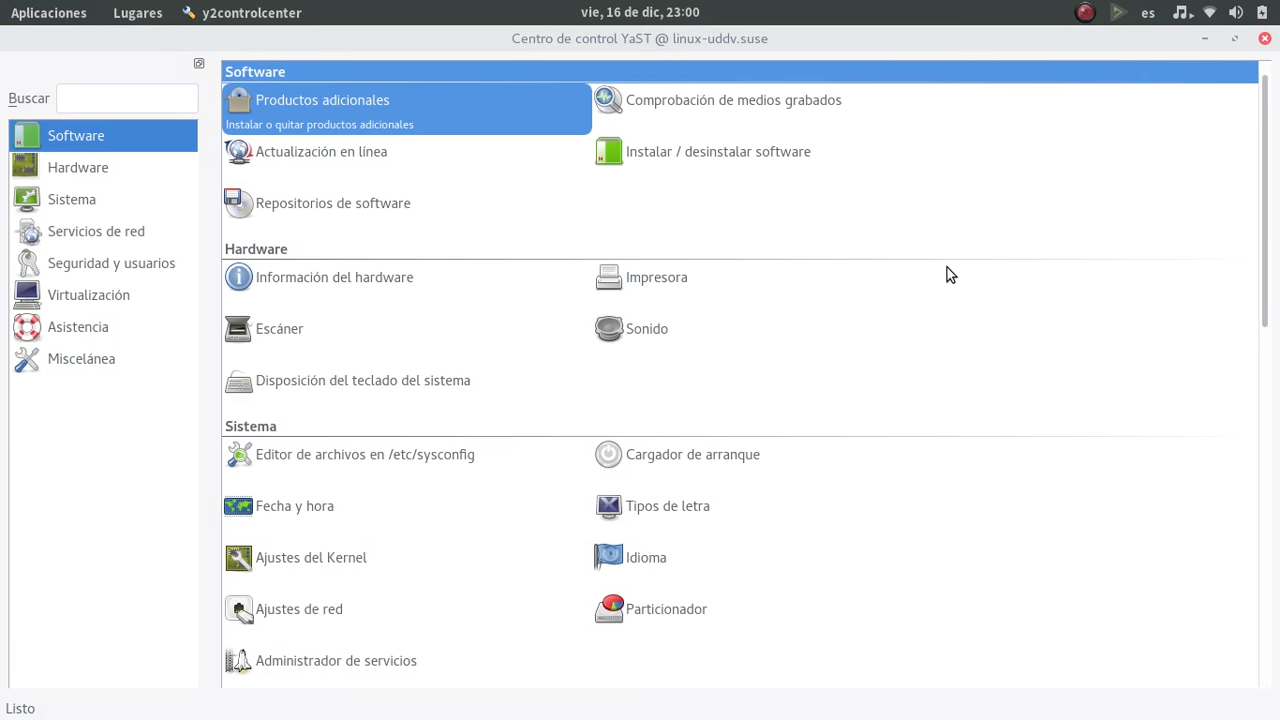 Aplicaciones Lugares y2controlcenter vie, 16 de dic, 23:00 es
Centro de control YaST @ linux-uddv.suse
Buscar
Software
Hardware
Sistema
Servicios de red
Seguridad y usuarios
Virtualización
Asistencia
Miscelánea
Software
Productos adicionales
Instalar o quitar productos adicionales
Comprobación de medios grabados
Actualización en línea
Instalar / desinstalar software
Repositorios de software
Hardware
Información del hardware
Impresora
Escáner
Sonido
Disposición del teclado del sistema
Sistema
Editor de archivos en /etc/sysconfig
Cargador de arranque
Fecha y hora
Tipos de letra
Ajustes del Kernel
Idioma
Ajustes de red
Particionador
Administrador de servicios
Listo